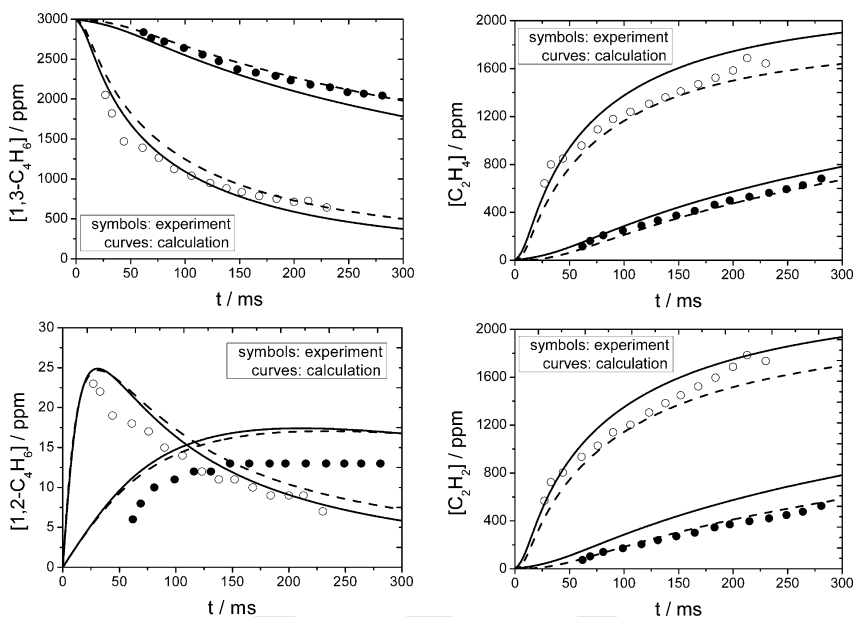 3000
2500
2000
1500
1000
500
0
[1,3-C4H6] / ppm
symbols: experiment
curves: calculation
0 50 100 150 200 250 300
t / ms
2000
1600
1200
800
400
0
[C2H4] / ppm
symbols: experiment
curves: calculation
0 50 100 150 200 250 300
t / ms
30
25
20
15
10
5
0
[1,2-C4H6] / ppm
symbols: experiment
curves: calculation
0 50 100 150 200 250 300
t / ms
2000
1600
1200
800
400
0
[C2H2] / ppm
symbols: experiment
curves: calculation
0 50 100 150 200 250 300
t / ms